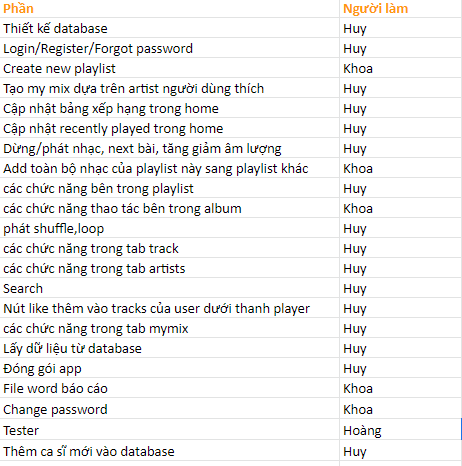 Phần Người làm
Thiết kế database Huy
Login/Register/Forgot password Huy
Create new playlist Khoa
Tạo my mix dựa trên artist người dùng thích Huy
Cập nhật bảng xếp hạng trong home Huy
Cập nhật recently played trong home Huy
Dừng/phát nhạc, next bài, tăng giảm âm lượng Huy
Add toàn bộ nhạc của playlist này sang playlist khác Khoa
các chức năng bên trong playlist Huy
các chức năng thao tác bên trong album Khoa
phát shuffle,loop Huy
các chức năng trong tab track Huy
các chức năng trong tab artists Huy
Search Huy
Nút like thêm vào tracks của user dưới thanh player Huy
các chức năng trong tab mymix Huy
Lấy dữ liệu từ database Huy
Đóng gói app Huy
File word báo cáo Khoa
Change password Khoa
Tester Hoàng
Thêm ca sĩ mới vào database Huy